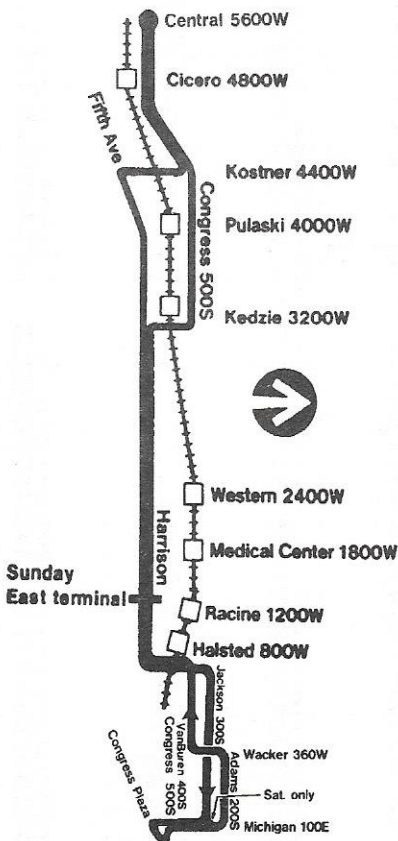 Central 5600W
Cicero 4800W
Fifth Ave
Kostner 4400W
Congress 500S
Pulaski 4000W
Kedzie 3200W
Western 2400W
Harrison
Medical Center 1800W
Sunday
East terminal
Racine 1200W
Halsted 800W
Jackson 300S
VanBuren 400S
Congress 500S
Congress Plaza
Wacker 360W
Adams 200S
Sat. only
Michigan 100E